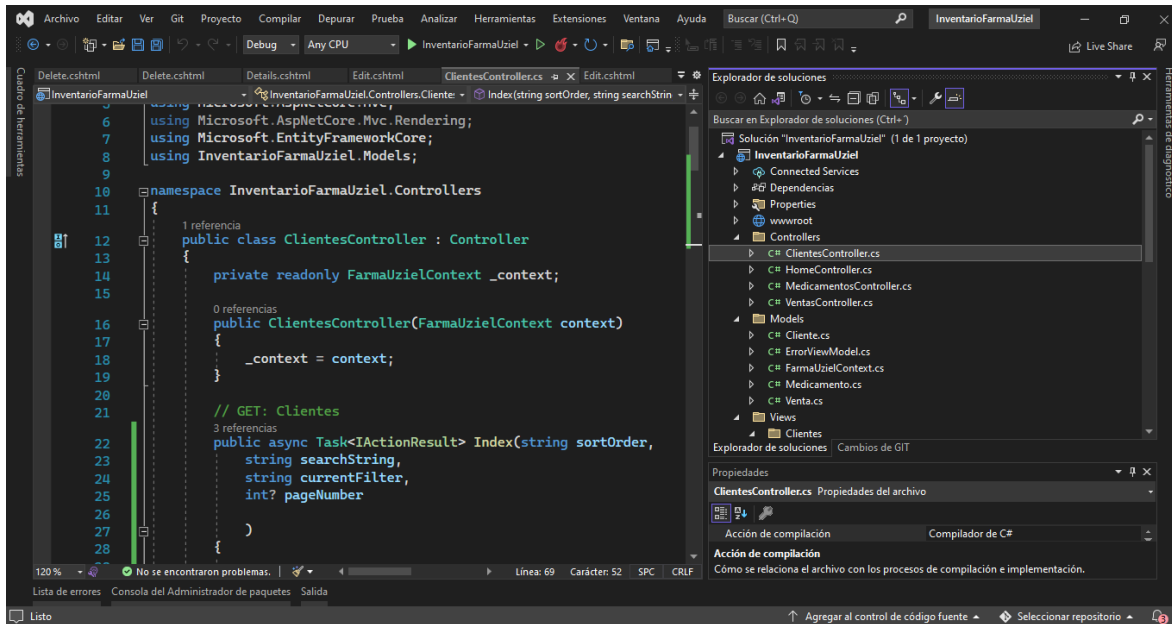 Archivo Editar Ver Git Proyecto Compilar Depurar Prueba Analizar Herramientas Extensiones Ventana Ayuda Buscar (Ctrl+Q) InventarioFarmaUziel
Debug Any CPU InventarioFarmaUziel Live Share
Cuadro de herramientas
Delete.cshtml Delete.cshtml Details.cshtml Edit.cshtml ClientesController.cs Edit.cshtml
InventarioFarmaUziel InventarioFarmaUziel.Controllers.Cliente: Index(string sortOrder, string searchStrin
5 using Microsoft.AspNetCore.Mvc;
6 using Microsoft.AspNetCore.Mvc.Rendering;
7 using Microsoft.EntityFrameworkCore;
8 using InventarioFarmaUziel.Models;
9
10 namespace InventarioFarmaUziel.Controllers
11 {
1 referencia
12 public class ClientesController : Controller
13 {
14 private readonly FarmaUzielContext _context;
15
0 referencias
16 public ClientesController(FarmaUzielContext context)
17 {
18 _context = context;
19 }
20
21 // GET: Clientes
3 referencias
22 public async Task<IActionResult> Index(string sortOrder,
23 string searchString,
24 string currentFilter,
25 int? pageNumber
26
27 )
28 {
120 % No se encontraron problemas. Línea: 69 Carácter: 52 SPC CRLF
Lista de errores Consola del Administrador de paquetes Salida
Explorador de soluciones
Buscar en Explorador de soluciones (Ctrl+´)
Solución "InventarioFarmaUziel" (1 de 1 proyecto)
InventarioFarmaUziel
Connected Services
Dependencias
Properties
wwwroot
Controllers
C# ClientesController.cs
C# HomeController.cs
C# MedicamentosController.cs
C# VentasController.cs
Models
C# Cliente.cs
C# ErrorViewModel.cs
C# FarmaUzielContext.cs
C# Medicamento.cs
C# Venta.cs
Views
Clientes
Explorador de soluciones Cambios de GIT
Propiedades
ClientesController.cs Propiedades del archivo
Acción de compilación Compilador de C#
Acción de compilación
Cómo se relaciona el archivo con los procesos de compilación e implementación.
Herramientas de diagnóstico
Listo Agregar al control de código fuente Seleccionar repositorio 3